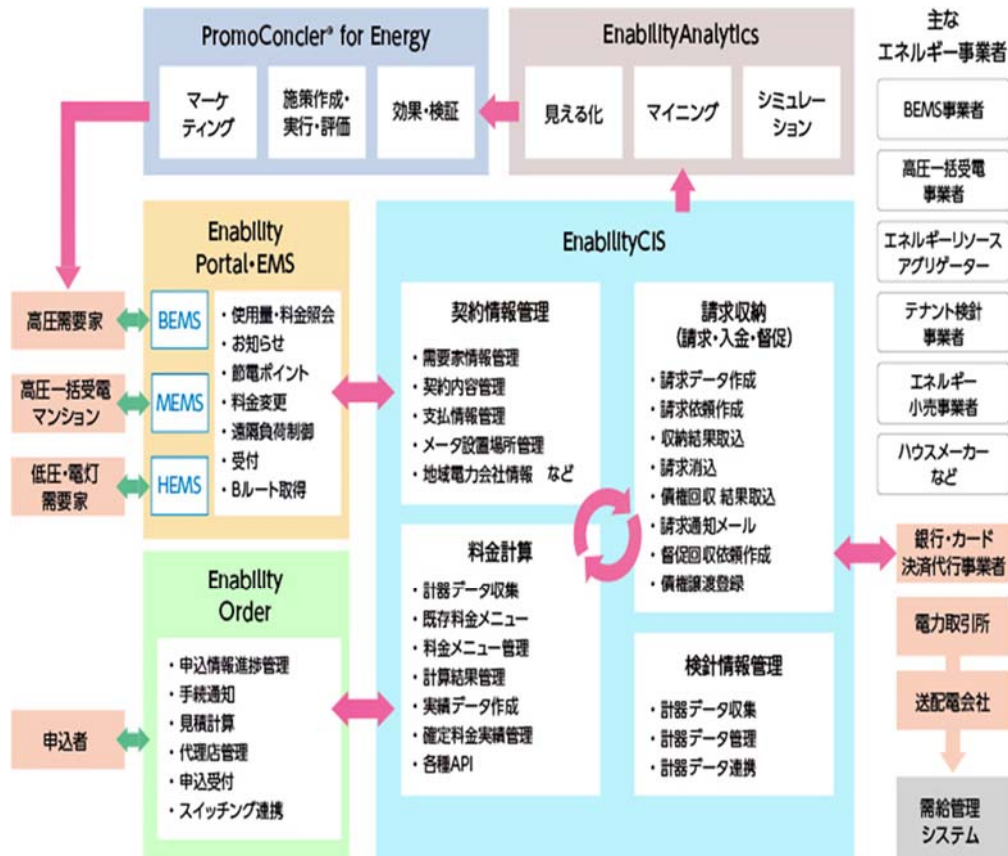 PromoConcler® for Energy
マーケ
ティング
施策作成・
実行・評価
効果・検証
EnabilityAnalytics
見える化
マイニング
シミュレー
ション
主な
エネルギー事業者
BEMS事業者
高圧一括受電
事業者
エネルギーリソース
アグリゲーター
テナント検針
事業者
エネルギー
小売事業者
ハウスメーカー
など
高圧需要家
高圧一括受電
マンション
低圧・電灯
需要家
Enability
Portal・EMS
BEMS
MEMS
HEMS
・使用量・料金照会
・お知らせ
・節電ポイント
・料金変更
・遠隔負荷制御
・受付
・Bルート取得
EnabilityCIS
契約情報管理
・需要家情報管理
・契約内容管理
・支払情報管理
・メータ設置場所管理
・地域電力会社情報 など
請求収納
(請求・入金・督促)
・請求データ作成
・請求依頼作成
・収納結果取込
・請求消込
・債権回収 結果取込
・請求通知メール
・督促回収依頼作成
・債権譲渡登録
料金計算
・計器データ収集
・既存料金メニュー
・料金メニュー管理
・計算結果管理
・実績データ作成
・確定料金実績管理
・各種API
検針情報管理
・計器データ収集
・計器データ管理
・計器データ連携
申込者
Enability
Order
・申込情報進捗管理
・手続通知
・見積計算
・代理店管理
・申込受付
・スイッチング連携
銀行・カード
決済代行事業者
電力取引所
送配電会社
需給管理
システム